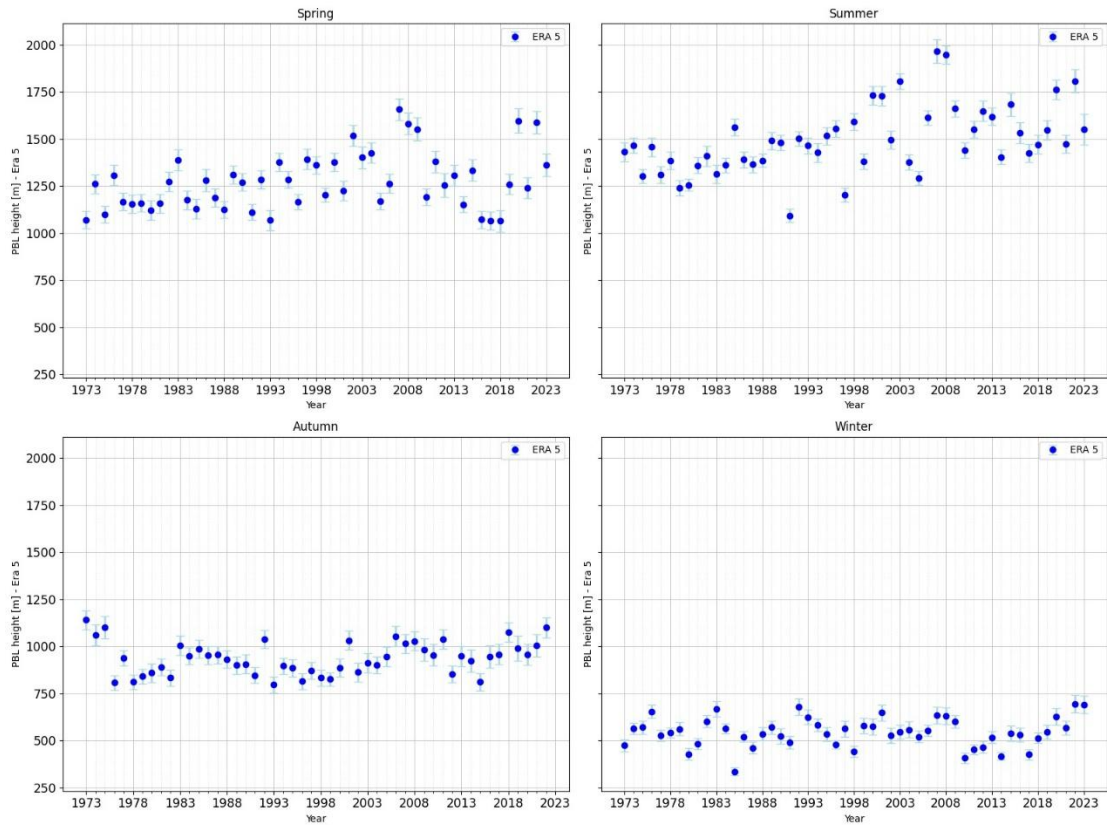 Spring
ERA 5
PBL height [m] - Era 5
2000
1750
1500
1250
1000
750
500
250
1973 1978 1983 1988 1993 1998 2003 2008 2013 2018 2023
Year
Summer
ERA 5
PBL height [m] - Era 5
1973 1978 1983 1988 1993 1998 2003 2008 2013 2018 2023
Year
Autumn
ERA 5
PBL height [m] - Era 5
2000
1750
1500
1250
1000
750
500
250
1973 1978 1983 1988 1993 1998 2003 2008 2013 2018 2023
Year
Winter
ERA 5
PBL height [m] - Era 5
1973 1978 1983 1988 1993 1998 2003 2008 2013 2018 2023
Year